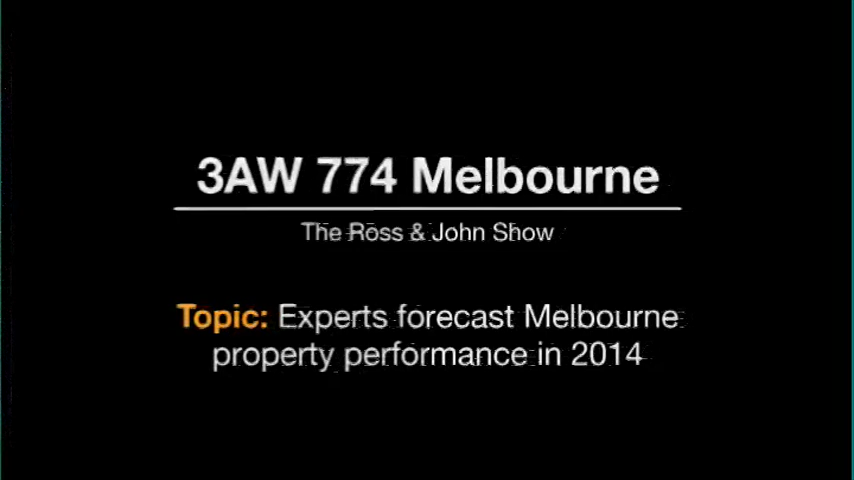 3AW 774 Melbourne
The Ross & John Show
Topic: Experts forecast Melbourne
property performance in 2014